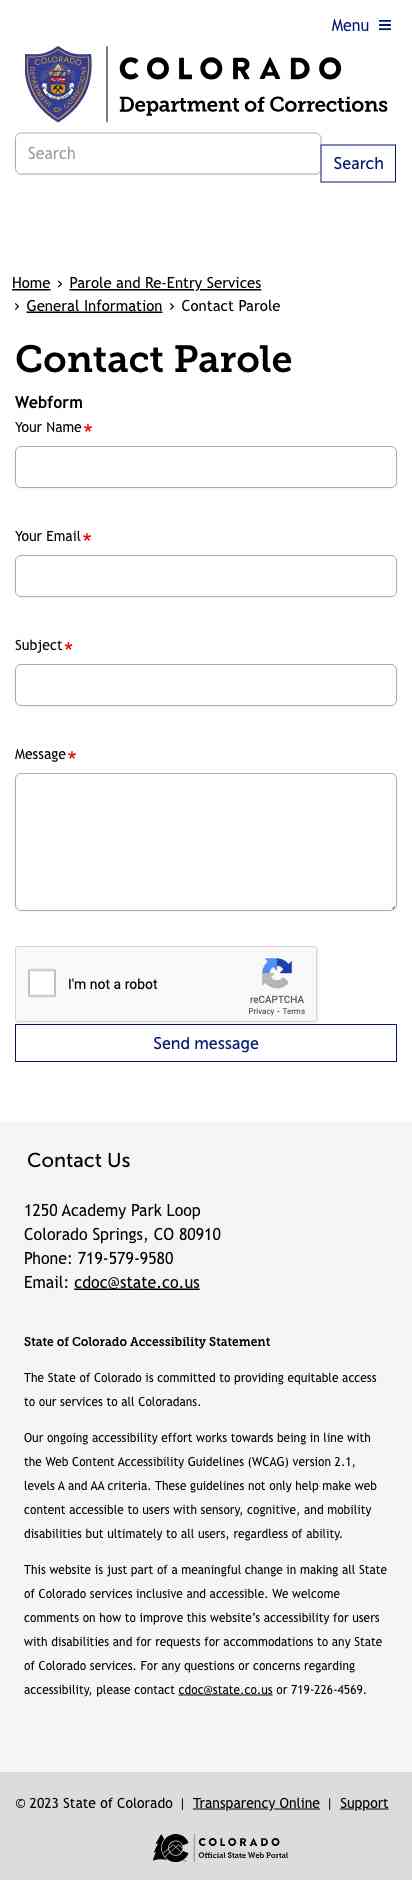 Menu ≡
COLORADO
COLORADO
Department of Corrections
Search
Search
Home › Parole and Re-Entry Services
› General Information › Contact Parole
Contact Parole
Webform
Your Name*
Your Email*
Subject*
Message*
I'm not a robot
reCAPTCHA
Privacy - Terms
Send message
Contact Us
1250 Academy Park Loop
Colorado Springs, CO 80910
Phone: 719-579-9580
Email: cdoc@state.co.us
State of Colorado Accessibility Statement
The State of Colorado is committed to providing equitable access
to our services to all Coloradans.
Our ongoing accessibility effort works towards being in line with
the Web Content Accessibility Guidelines (WCAG) version 2.1,
levels A and AA criteria. These guidelines not only help make web
content accessible to users with sensory, cognitive, and mobility
disabilities but ultimately to all users, regardless of ability.
This website is just part of a meaningful change in making all State
of Colorado services inclusive and accessible. We welcome
comments on how to improve this website’s accessibility for users
with disabilities and for requests for accommodations to any State
of Colorado services. For any questions or concerns regarding
accessibility, please contact cdoc@state.co.us or 719-226-4569.
© 2023 State of Colorado | Transparency Online | Support
COLORADO
Official State Web Portal